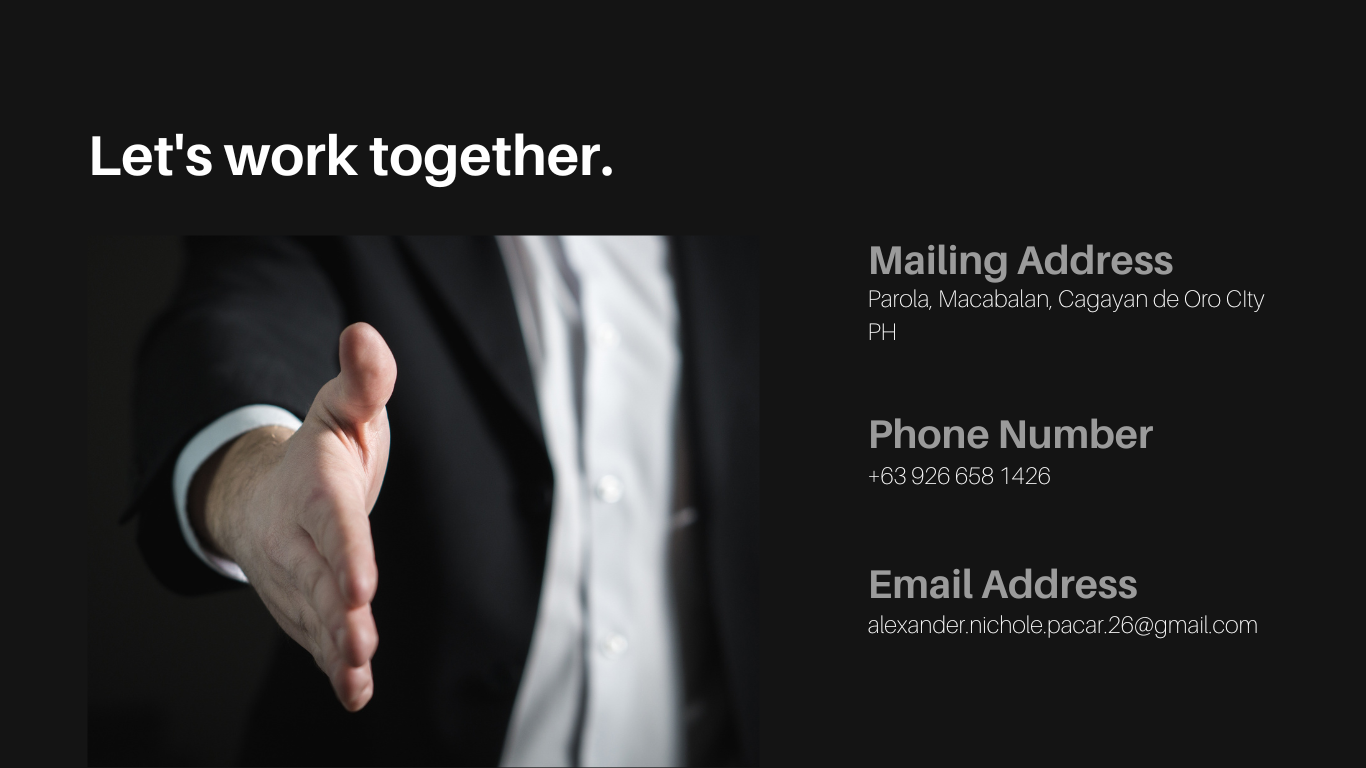 Let's work together.
Mailing Address
Parola, Macabalan, Cagayan de Oro CIty
PH
Phone Number
+63 926 658 1426
Email Address
alexander.nichole.pacar.26@gmail.com